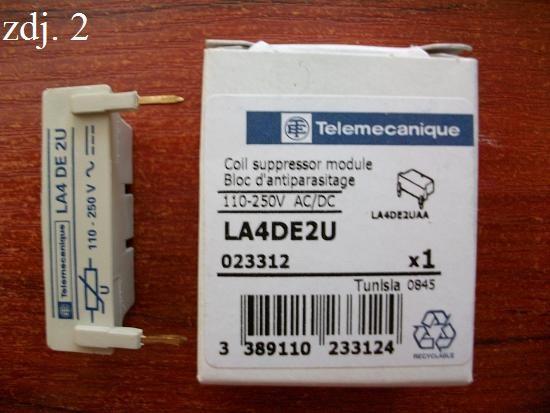 zdj. 2
Telemecanique LA4 DE 2U
110 - 250 V ~ ⎓
U
Telemecanique
Coil suppressor module
Bloc d'antiparasitage
110-250V AC/DC
LA4DE2UAA
LA4DE2U
023312 x1
Tunisia 0845
3 389110 233124
RECYCLABLE